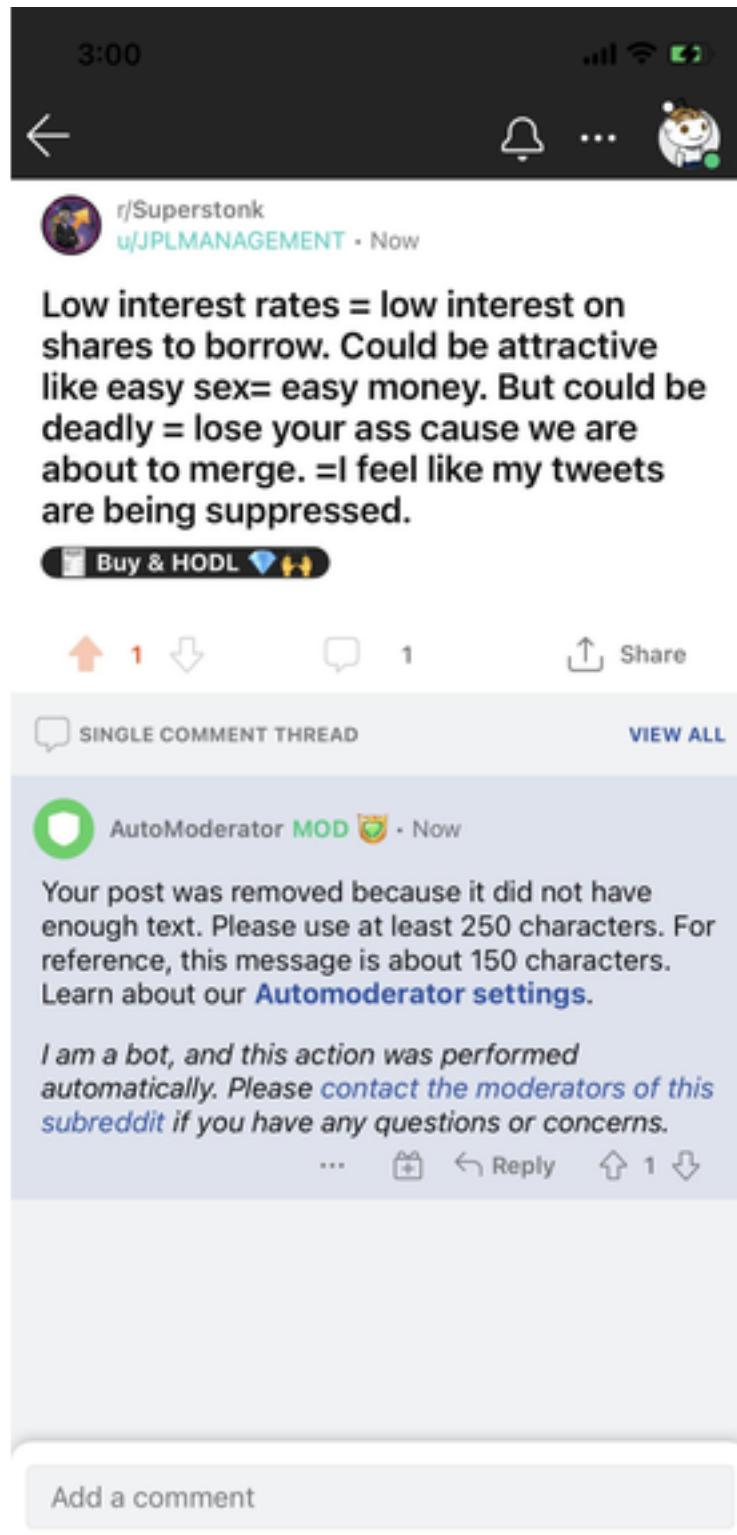 3:00
r/Superstonk
u/JPLMANAGEMENT • Now
Low interest rates = low interest on
shares to borrow. Could be attractive
like easy sex= easy money. But could be
deadly = lose your ass cause we are
about to merge. =I feel like my tweets
are being suppressed.
Buy & HODL 💎🙌
1 1 Share
SINGLE COMMENT THREAD VIEW ALL
AutoModerator MOD • Now
Your post was removed because it did not have
enough text. Please use at least 250 characters. For
reference, this message is about 150 characters.
Learn about our Automoderator settings.
I am a bot, and this action was performed
automatically. Please contact the moderators of this
subreddit if you have any questions or concerns.
... Reply 1
Add a comment